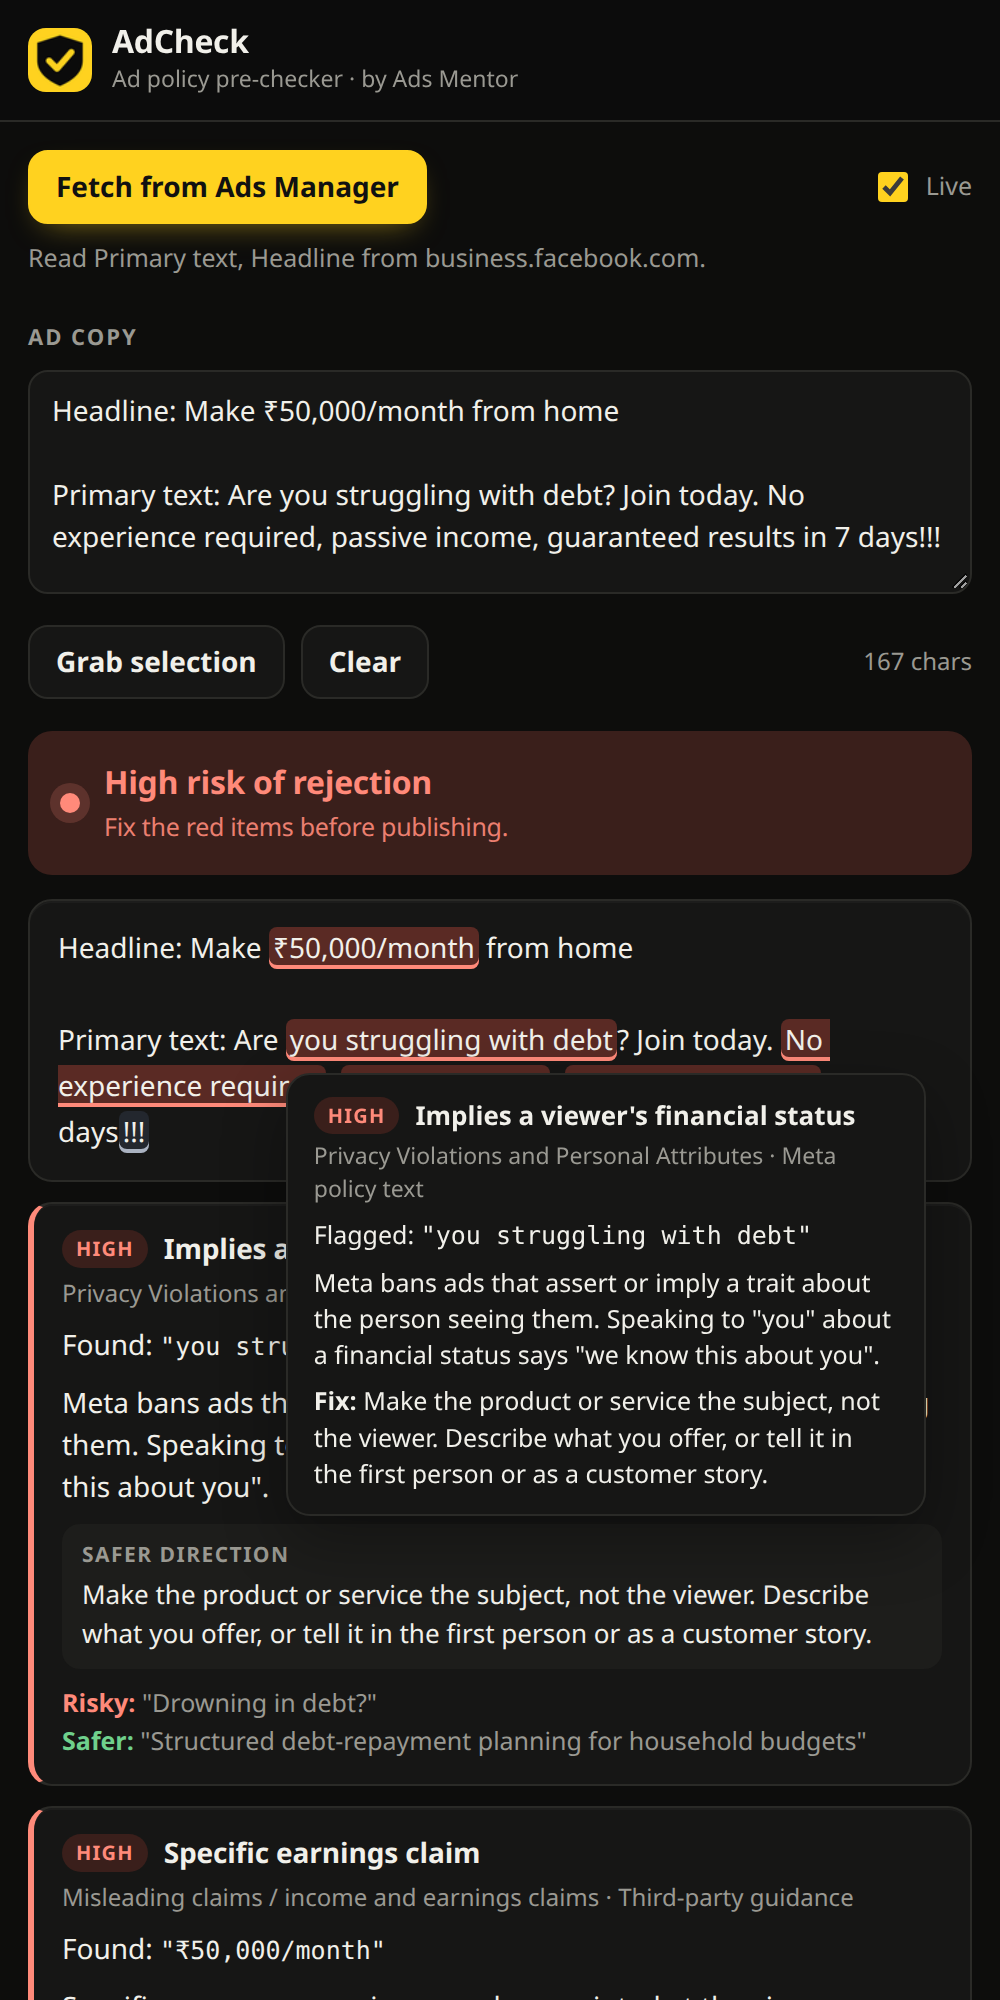 AdCheck
Ad policy pre-checker · by Ads Mentor
Fetch from Ads Manager
Live
Read Primary text, Headline from business.facebook.com.
AD COPY
Headline: Make ₹50,000/month from home
Primary text: Are you struggling with debt? Join today. No
experience required, passive income, guaranteed results in 7 days!!!
Grab selection
Clear
167 chars
High risk of rejection
Fix the red items before publishing.
Headline: Make ₹50,000/month from home
Primary text: Are you struggling with debt? Join today. No
experience requir
days!!!
HIGH Implies a viewer's financial status
Privacy Violations and Personal Attributes · Meta
policy text
Flagged: "you struggling with debt"
Meta bans ads that assert or imply a trait about
the person seeing them. Speaking to "you" about
a financial status says "we know this about you".
Fix: Make the product or service the subject, not
the viewer. Describe what you offer, or tell it in
the first person or as a customer story.
HIGH Implies a
Privacy Violations
Found: "you
Meta bans ads
them. Speaking
this about you".
SAFER DIRECTION
Make the product or service the subject, not the viewer. Describe
what you offer, or tell it in the first person or as a customer story.
Risky: "Drowning in debt?"
Safer: "Structured debt-repayment planning for household budgets"
HIGH Specific earnings claim
Misleading claims / income and earnings claims · Third-party guidance
Found: "₹50,000/month"